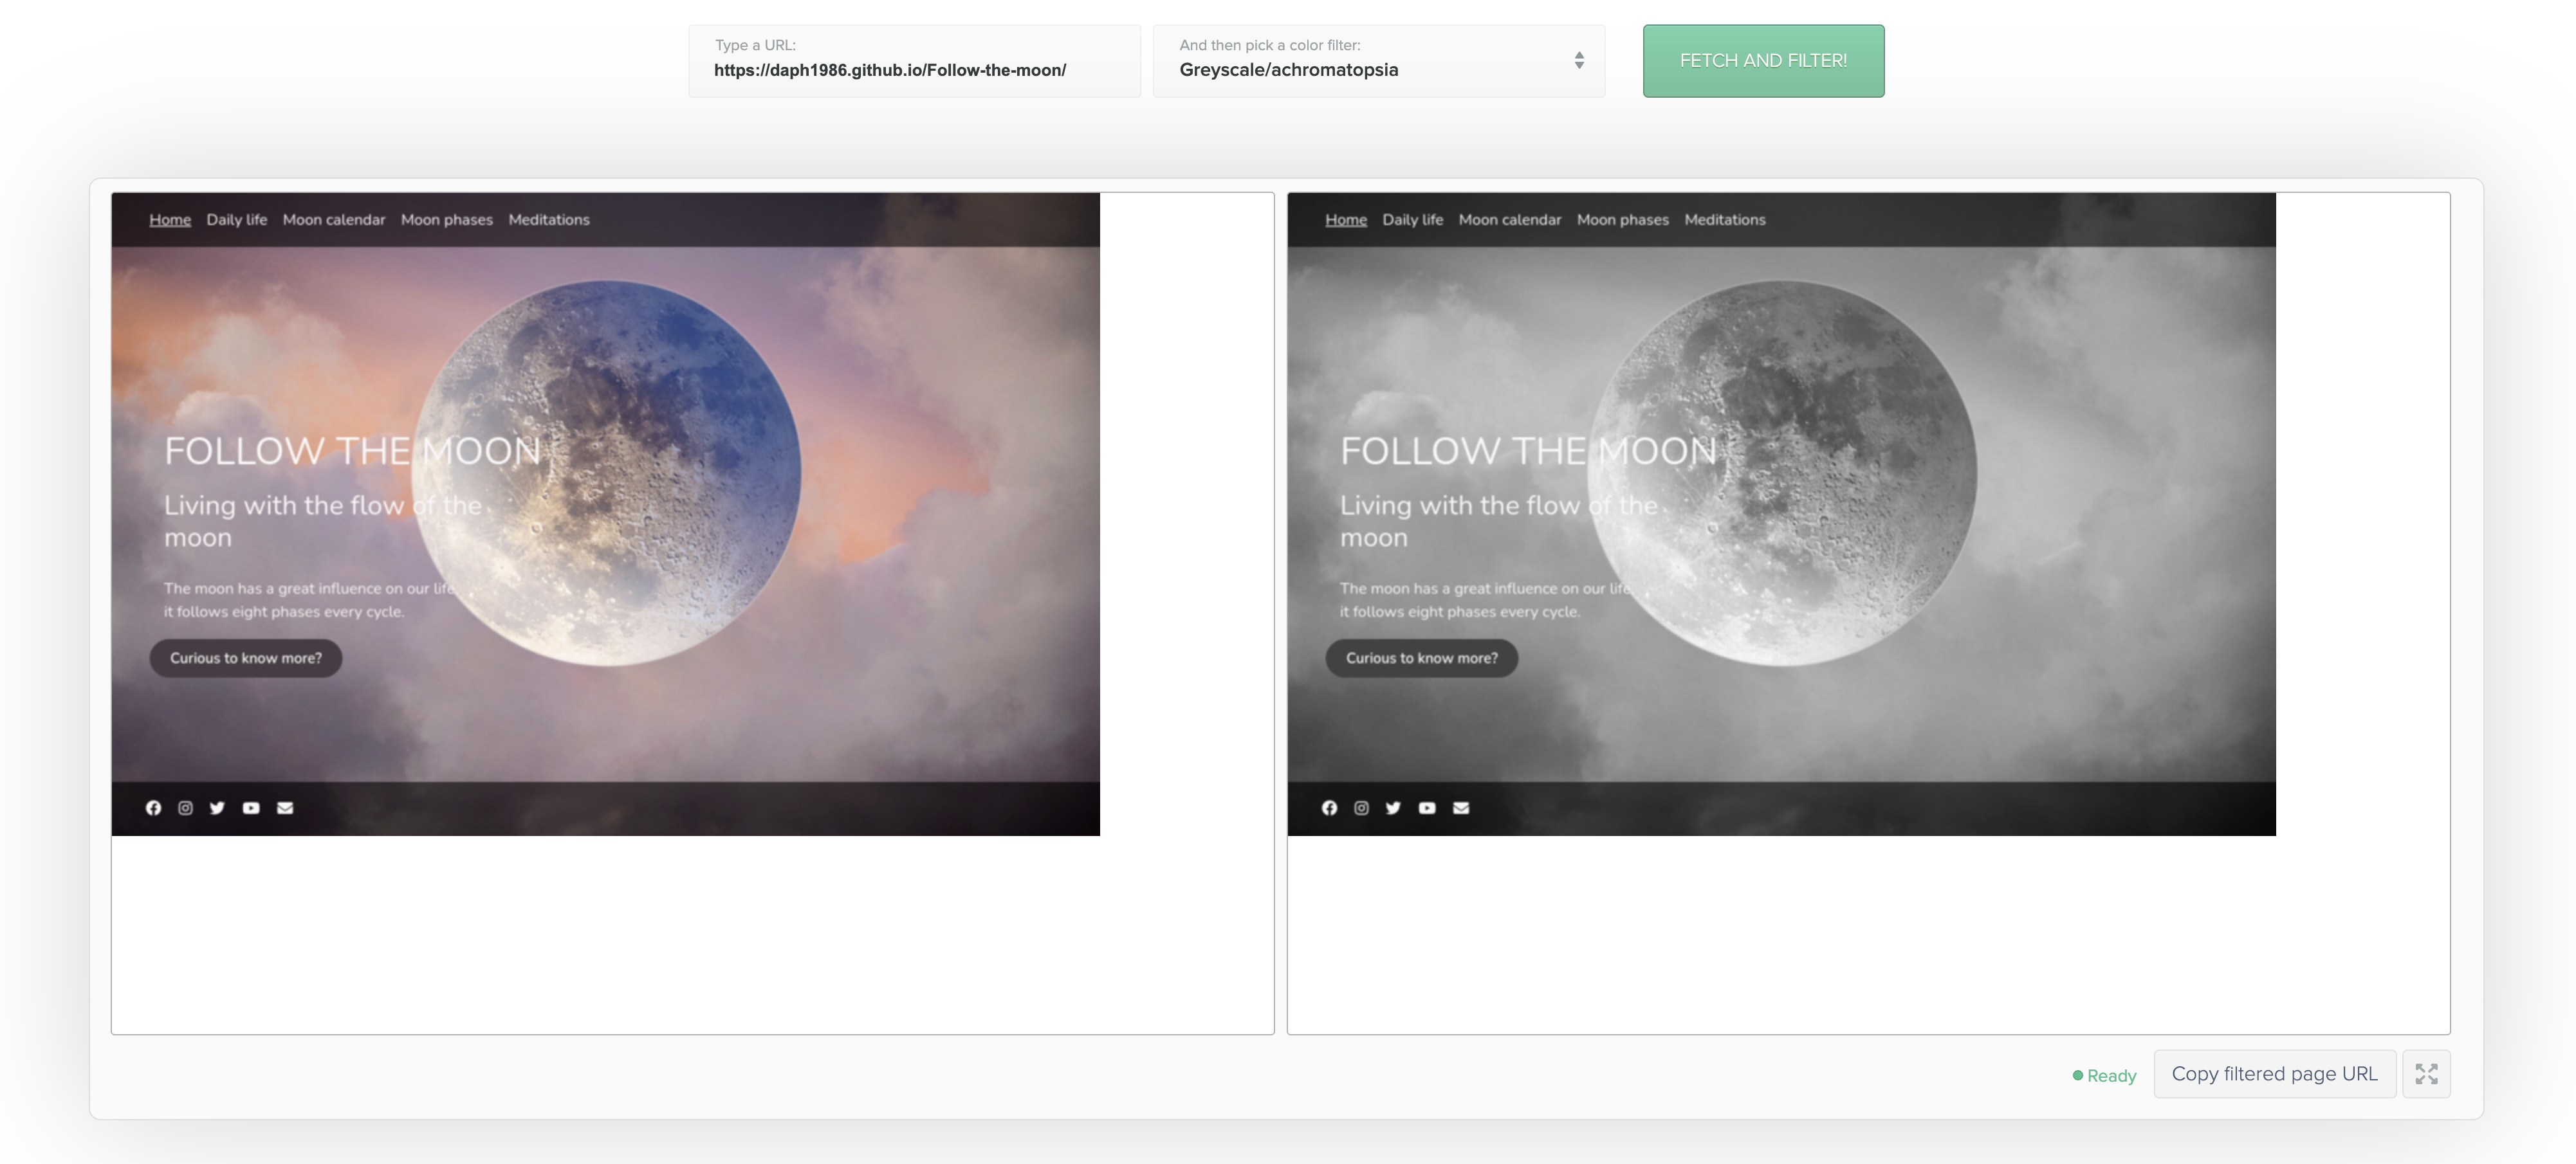 Type a URL:
https://daph1986.github.io/Follow-the-moon/
And then pick a color filter:
Greyscale/achromatopsia
FETCH AND FILTER!
Home Daily life Moon calendar Moon phases Meditations
FOLLOW THE MOON
Living with the flow of the
moon
The moon has a great influence on our life,
it follows eight phases every cycle.
Curious to know more?
Home Daily life Moon calendar Moon phases Meditations
FOLLOW THE MOON
Living with the flow of the
moon
The moon has a great influence on our life,
it follows eight phases every cycle.
Curious to know more?
Ready
Copy filtered page URL